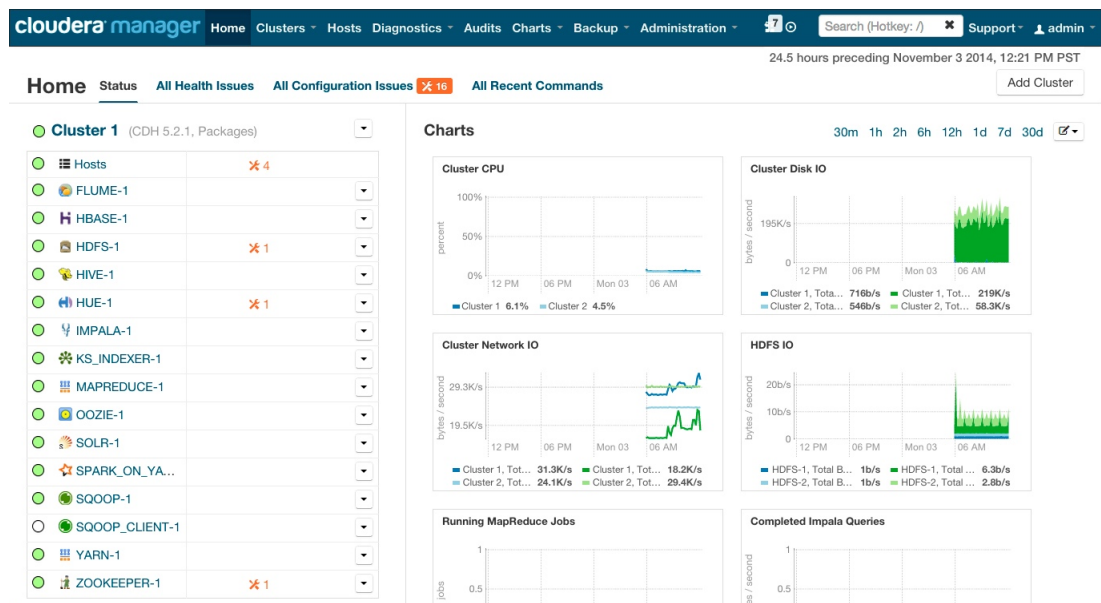 cloudera manager Home Clusters Hosts Diagnostics Audits Charts Backup Administration 7 Search (Hotkey: /) Support admin
24.5 hours preceding November 3 2014, 12:21 PM PST
Home Status All Health Issues All Configuration Issues 16 All Recent Commands Add Cluster
Cluster 1 (CDH 5.2.1, Packages)
Hosts 4
FLUME-1
HBASE-1
HDFS-1 1
HIVE-1
HUE-1 1
IMPALA-1
KS_INDEXER-1
MAPREDUCE-1
OOZIE-1
SOLR-1
SPARK_ON_YA...
SQOOP-1
SQOOP_CLIENT-1
YARN-1
ZOOKEEPER-1 1
Charts 30m 1h 2h 6h 12h 1d 7d 30d
Cluster CPU
percent
100%
50%
0%
12 PM 06 PM Mon 03 06 AM
Cluster 1 6.1% Cluster 2 4.5%
Cluster Disk IO
bytes / second
195K/s
0
12 PM 06 PM Mon 03 06 AM
Cluster 1, Tota... 716b/s Cluster 1, Tot... 219K/s
Cluster 2, Tota... 546b/s Cluster 2, Tot... 58.3K/s
Cluster Network IO
bytes / second
29.3K/s
19.5K/s
12 PM 06 PM Mon 03 06 AM
Cluster 1, Tot... 31.3K/s Cluster 1, Tot... 18.2K/s
Cluster 2, Tot... 24.1K/s Cluster 2, Tot... 29.4K/s
HDFS IO
bytes / second
20b/s
10b/s
0
12 PM 06 PM Mon 03 06 AM
HDFS-1, Total B... 1b/s HDFS-1, Total ... 6.3b/s
HDFS-2, Total B... 1b/s HDFS-2, Total ... 2.8b/s
Running MapReduce Jobs
jobs
1
0.5
Completed Impala Queries
s / second
1
0.5